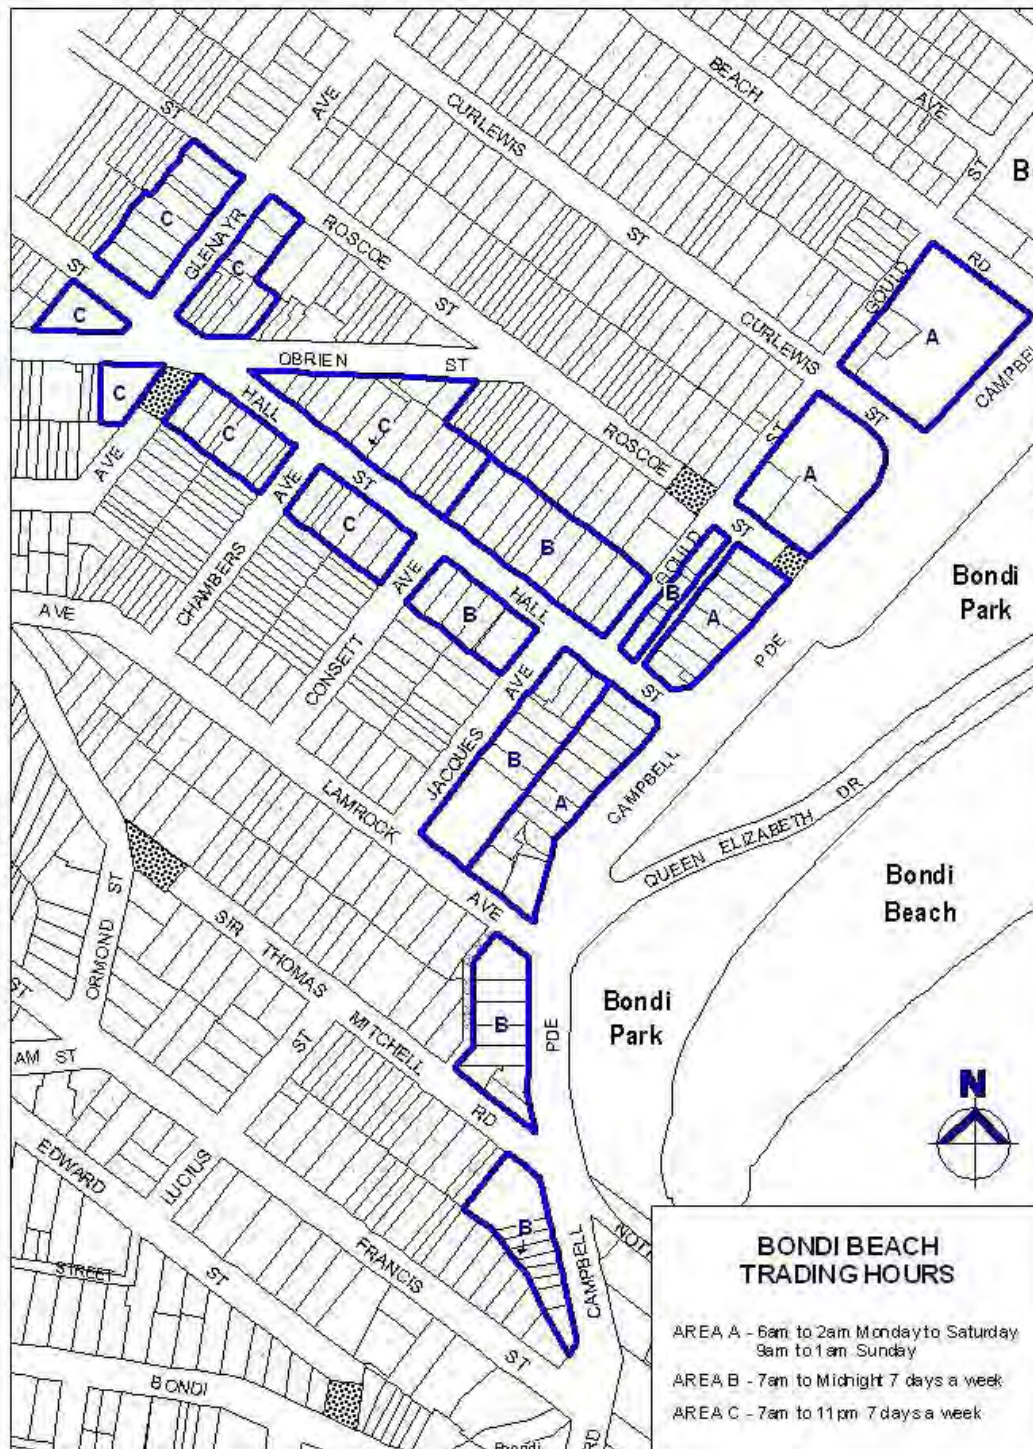 BEACH
AVE
AVE
ST
CURLEWIS
ST
B
ST
ROSCOE
ST
GLENAYR
C
C
ST
C
GOULD
RD
A
CAMPBE
CURLEWIS
ST
OBRIEN
ST
HALL
C
C
C
ST
ROSCOE
ST
A
AVE
AVE
C
ST
B
GOULD
ST
B
A
Bondi
Park
AVE
CHAMBERS
AVE
HALL
B
CONSETT
AVE
ST
PDE
JACQUES
B
A
CAMPBELL
LAMROCK
AVE
QUEEN ELIZABETH DR
Bondi
Beach
ORMOND ST
SIR THOMAS
MITCHELL
RD
ST
ST
B
PDE
Bondi
Park
AM ST
N
EDWARD
ST
LUCIUS
FRANCIS
ST
B
CAMPBELL
STREET
BONDI
RD
BONDI BEACH
TRADING HOURS
AREA A - 6am to 2am Monday to Saturday
9am to 1am Sunday
AREA B - 7am to Midnight 7 days a week
AREA C - 7am to 11pm 7 days a week